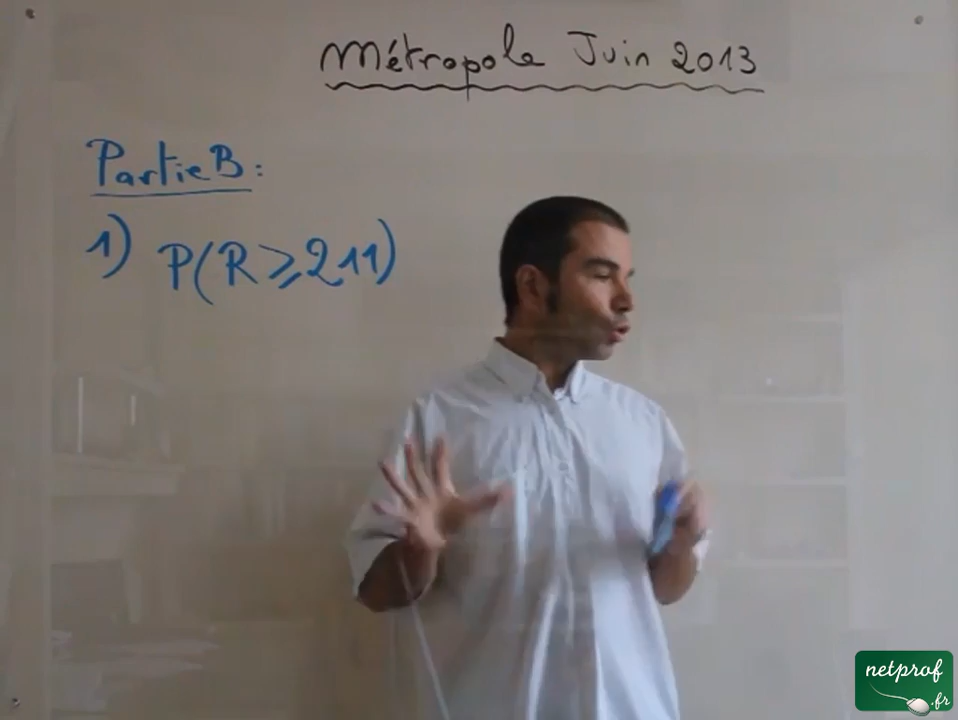 Métropole Juin 2013
Partie B :
1) P(R ⩾ 211)
netprof
.fr